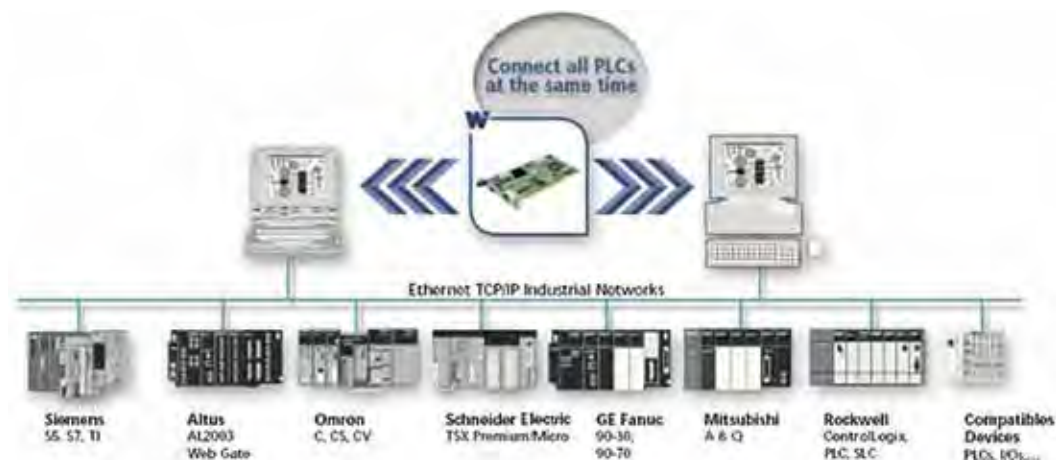 Connect all PLCs
at the same time
W
Ethernet TCP/IP Industrial Networks
Siemens
S5, S7, TI
Altus
AL2003
Web Gate
Omron
C, CS, CV
Schneider Electric
TSX Premium/Micro
GE Fanuc
90-30,
90-70
Mitsubishi
A & Q
Rockwell
ControlLogix,
PLC, SLC
Compatibles
Devices
PLCs, I/Os,...